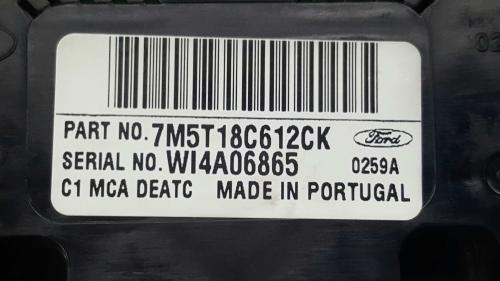 PART NO. 7M5T18C612CK Ford
SERIAL NO. WI4A06865 0259A
C1 MCA DEATC MADE IN PORTUGAL